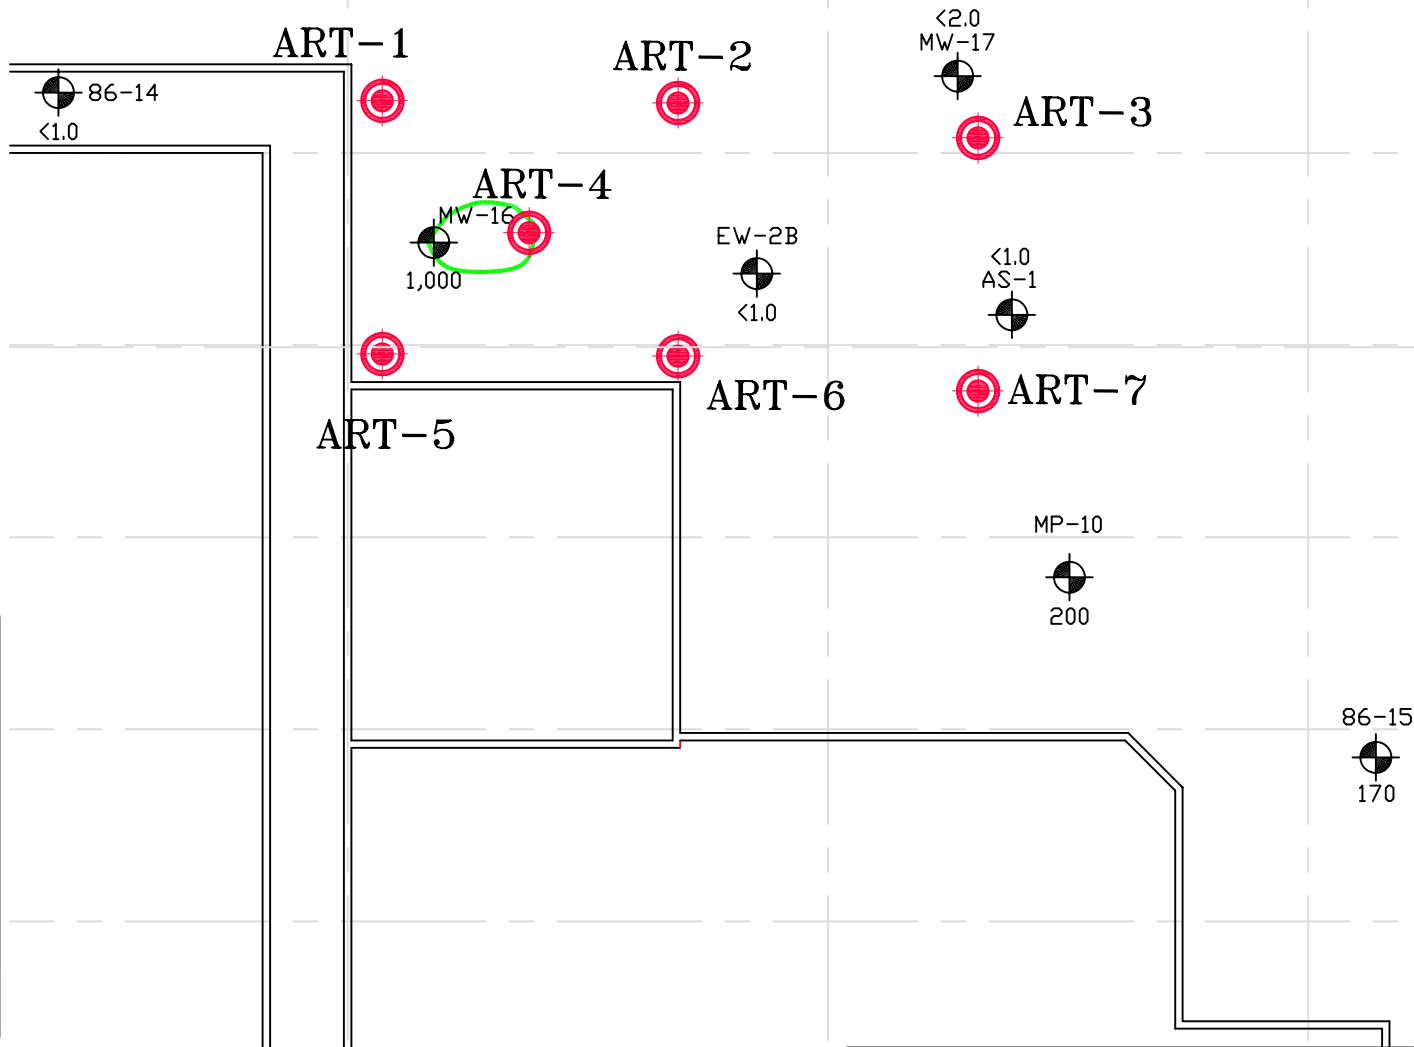 <2.0
MW-17
ART-1
ART-2
86-14
<1.0
ART-3
ART-4
MW-16
1,000
EW-2B
<1.0
<1.0
AS-1
ART-5
ART-6
ART-7
MP-10
200
86-15
170